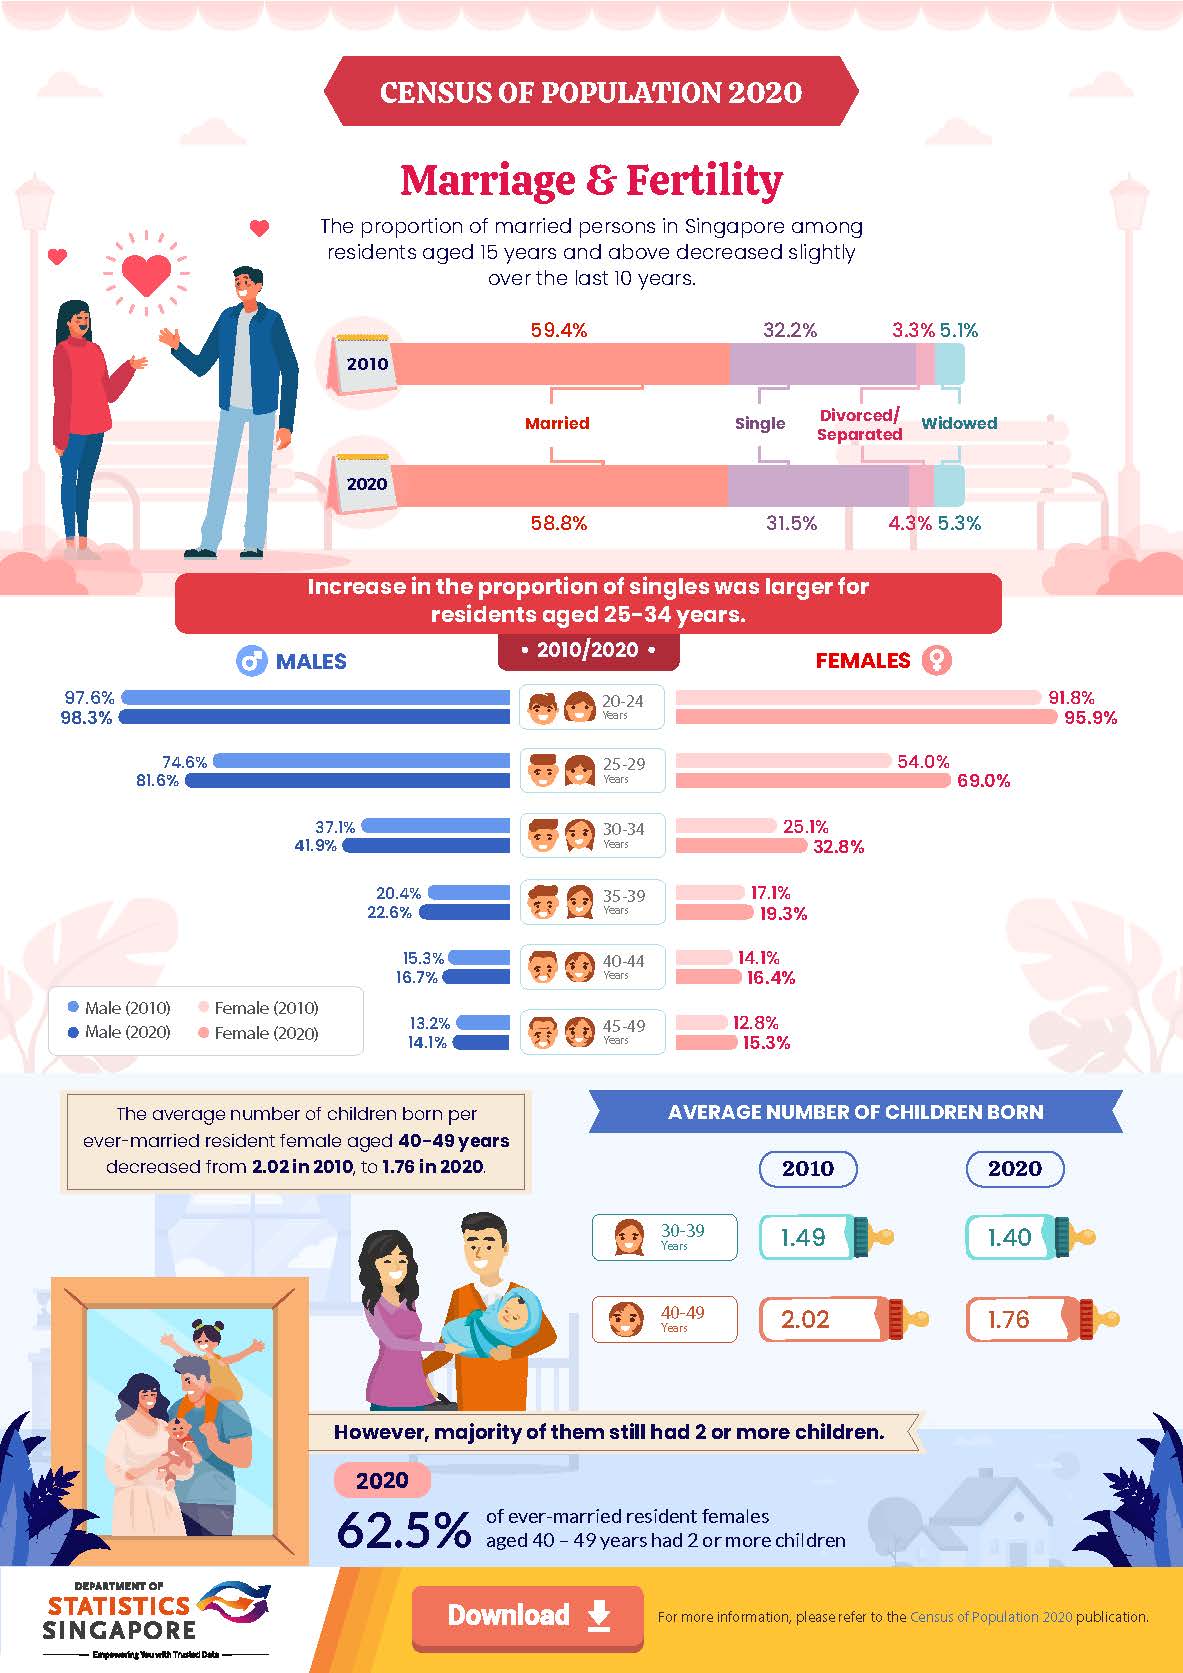 CENSUS OF POPULATION 2020
Marriage & Fertility
The proportion of married persons in Singapore among
residents aged 15 years and above decreased slightly
over the last 10 years.
59.4% 32.2% 3.3% 5.1%
2010
Married Single Divorced/ Separated Widowed
2020
58.8% 31.5% 4.3% 5.3%
Increase in the proportion of singles was larger for
residents aged 25-34 years.
MALES • 2010/2020 • FEMALES
97.6% 20-24 91.8%
98.3% Years 95.9%
74.6% 25-29 54.0%
81.6% Years 69.0%
37.1% 30-34 25.1%
41.9% Years 32.8%
20.4% 35-39 17.1%
22.6% Years 19.3%
15.3% 40-44 14.1%
16.7% Years 16.4%
13.2% 45-49 12.8%
14.1% Years 15.3%
Male (2010) Female (2010)
Male (2020) Female (2020)
The average number of children born per
ever-married resident female aged 40-49 years
decreased from 2.02 in 2010, to 1.76 in 2020.
AVERAGE NUMBER OF CHILDREN BORN
2010 2020
30-39 Years 1.49 1.40
40-49 Years 2.02 1.76
However, majority of them still had 2 or more children.
2020
62.5% of ever-married resident females
aged 40 – 49 years had 2 or more children
DEPARTMENT OF
STATISTICS
SINGAPORE
Empowering You with Trusted Data
Download
For more information, please refer to the Census of Population 2020 publication.